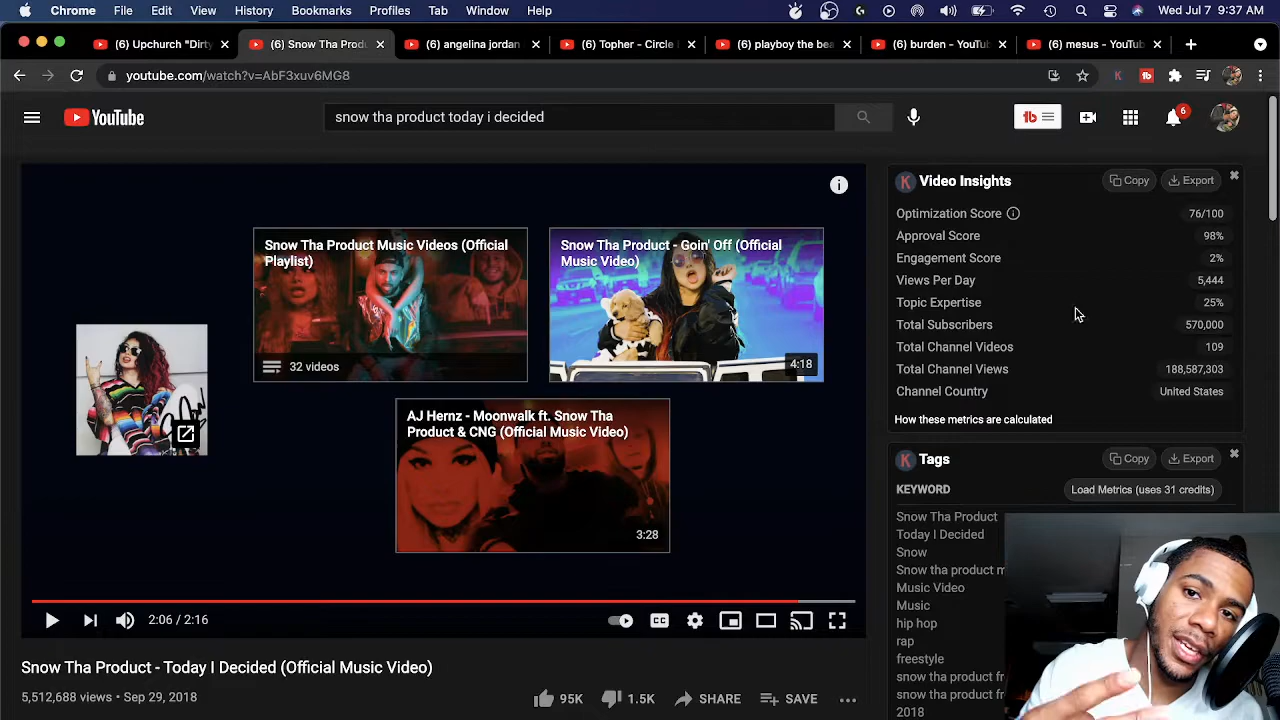 Chrome File Edit View History Bookmarks Profiles Tab Window Help Wed Jul 7 9:37 AM
(6) Upchurch "Dirty (6) Snow Tha Produ (6) angelina jordan (6) Topher - Circle (6) playboy the bea (6) burden - YouTub (6) mesus - YouTub
youtube.com/watch?v=AbF3xuv6MG8 K tb
YouTube snow tha product today i decided tb 6
K Video Insights Copy Export
Optimization Score 76/100
Approval Score 98%
Engagement Score 2%
Views Per Day 5,444
Topic Expertise 25%
Total Subscribers 570,000
Total Channel Videos 109
Total Channel Views 188,587,303
Channel Country United States
How these metrics are calculated
Snow Tha Product Music Videos (Official
Playlist)
32 videos
Snow Tha Product - Goin' Off (Official
Music Video)
4:18
AJ Hernz - Moonwalk ft. Snow Tha
Product & CNG (Official Music Video)
3:28
K Tags Copy Export
KEYWORD Load Metrics (uses 31 credits)
Snow Tha Product
Today I Decided
Snow
Snow tha product m
Music Video
Music
hip hop
rap
freestyle
snow tha product fr
snow tha product fr
2018
2:06 / 2:16 CC
Snow Tha Product - Today I Decided (Official Music Video)
5,512,688 views • Sep 29, 2018 95K 1.5K SHARE SAVE